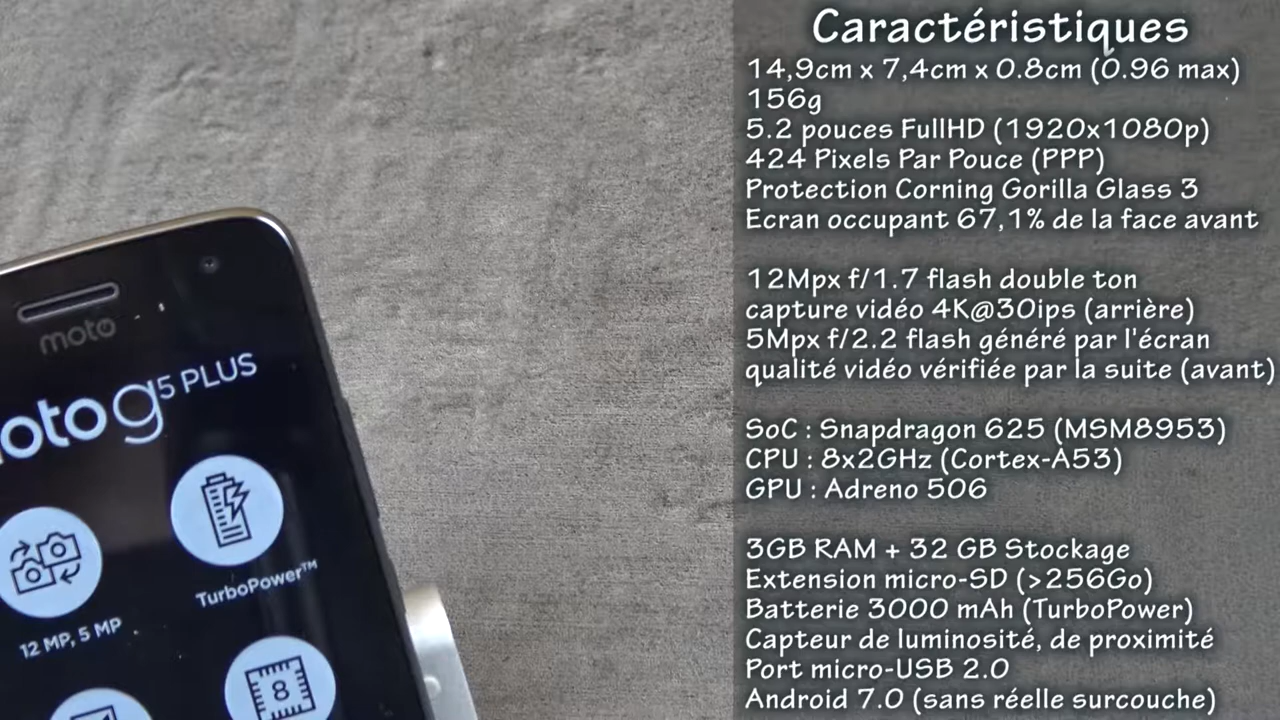 Caractéristiques
14,9cm x 7,4cm x 0.8cm (0.96 max)
156g
5.2 pouces FullHD (1920x1080p)
424 Pixels Par Pouce (PPP)
Protection Corning Gorilla Glass 3
Ecran occupant 67,1% de la face avant
12Mpx f/1.7 flash double ton
capture vidéo 4K@30ips (arrière)
5Mpx f/2.2 flash généré par l'écran
qualité vidéo vérifiée par la suite (avant)
SoC : Snapdragon 625 (MSM8953)
CPU : 8x2GHz (Cortex-A53)
GPU : Adreno 506
3GB RAM + 32 GB Stockage
Extension micro-SD (>256Go)
Batterie 3000 mAh (TurboPower)
Capteur de luminosité, de proximité
Port micro-USB 2.0
Android 7.0 (sans réelle surcouche)
moto
oto g5 PLUS
TurboPower™
12 MP, 5 MP
8